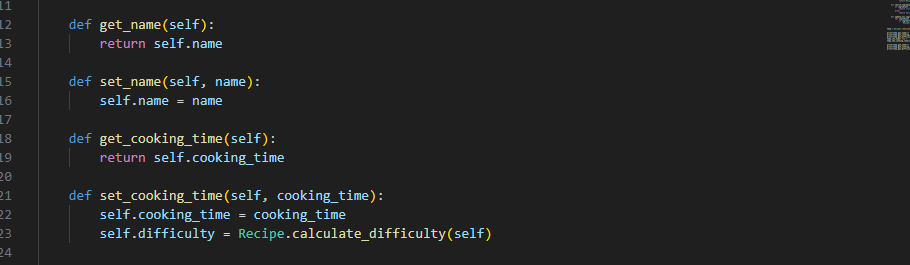 11
12 def get_name(self):
13 return self.name
14
15 def set_name(self, name):
16 self.name = name
17
18 def get_cooking_time(self):
19 return self.cooking_time
20
21 def set_cooking_time(self, cooking_time):
22 self.cooking_time = cooking_time
23 self.difficulty = Recipe.calculate_difficulty(self)
24